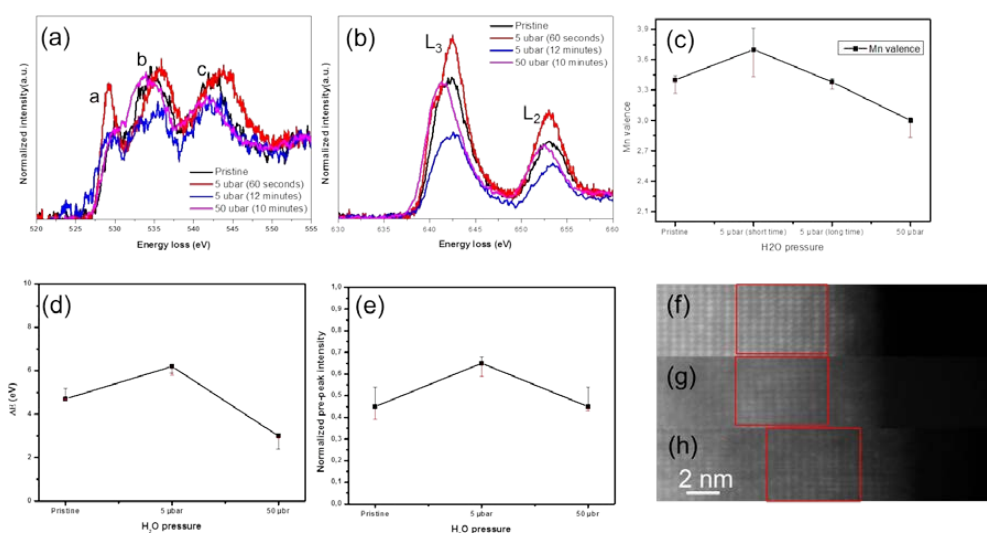 (a)
a
b
c
Pristine
5 ubar (60 seconds)
5 ubar (12 minutes)
50 ubar (10 minutes)
Normalized intensity(a.u.)
520 525 530 535 540 545 550 555
Energy loss (eV)
(b)
L3
L2
Pristine
5 ubar (60 seconds)
5 ubar (12 minutes)
50 ubar (10 minutes)
Normalized intensity(a.u.)
630 640 650 660
Energy loss (eV)
(c)
Mn valence
Mn valence
3.9
3.6
3.3
3.0
2.7
2.4
2.1
Pristine 5 µbar (short time) 5 µbar (long time) 50 µbar
H2O pressure
(d)
ΔE (eV)
10
8
6
4
2
0
Pristine 5 µbar 50 µbr
H2O pressure
(e)
Normalized pre-peak intensity
1,0
0,9
0,8
0,7
0,6
0,5
0,4
0,3
0,2
0,1
0,0
Pristine 5 µbar 50 µbr
H2O pressure
(f)
(g)
(h)
2 nm